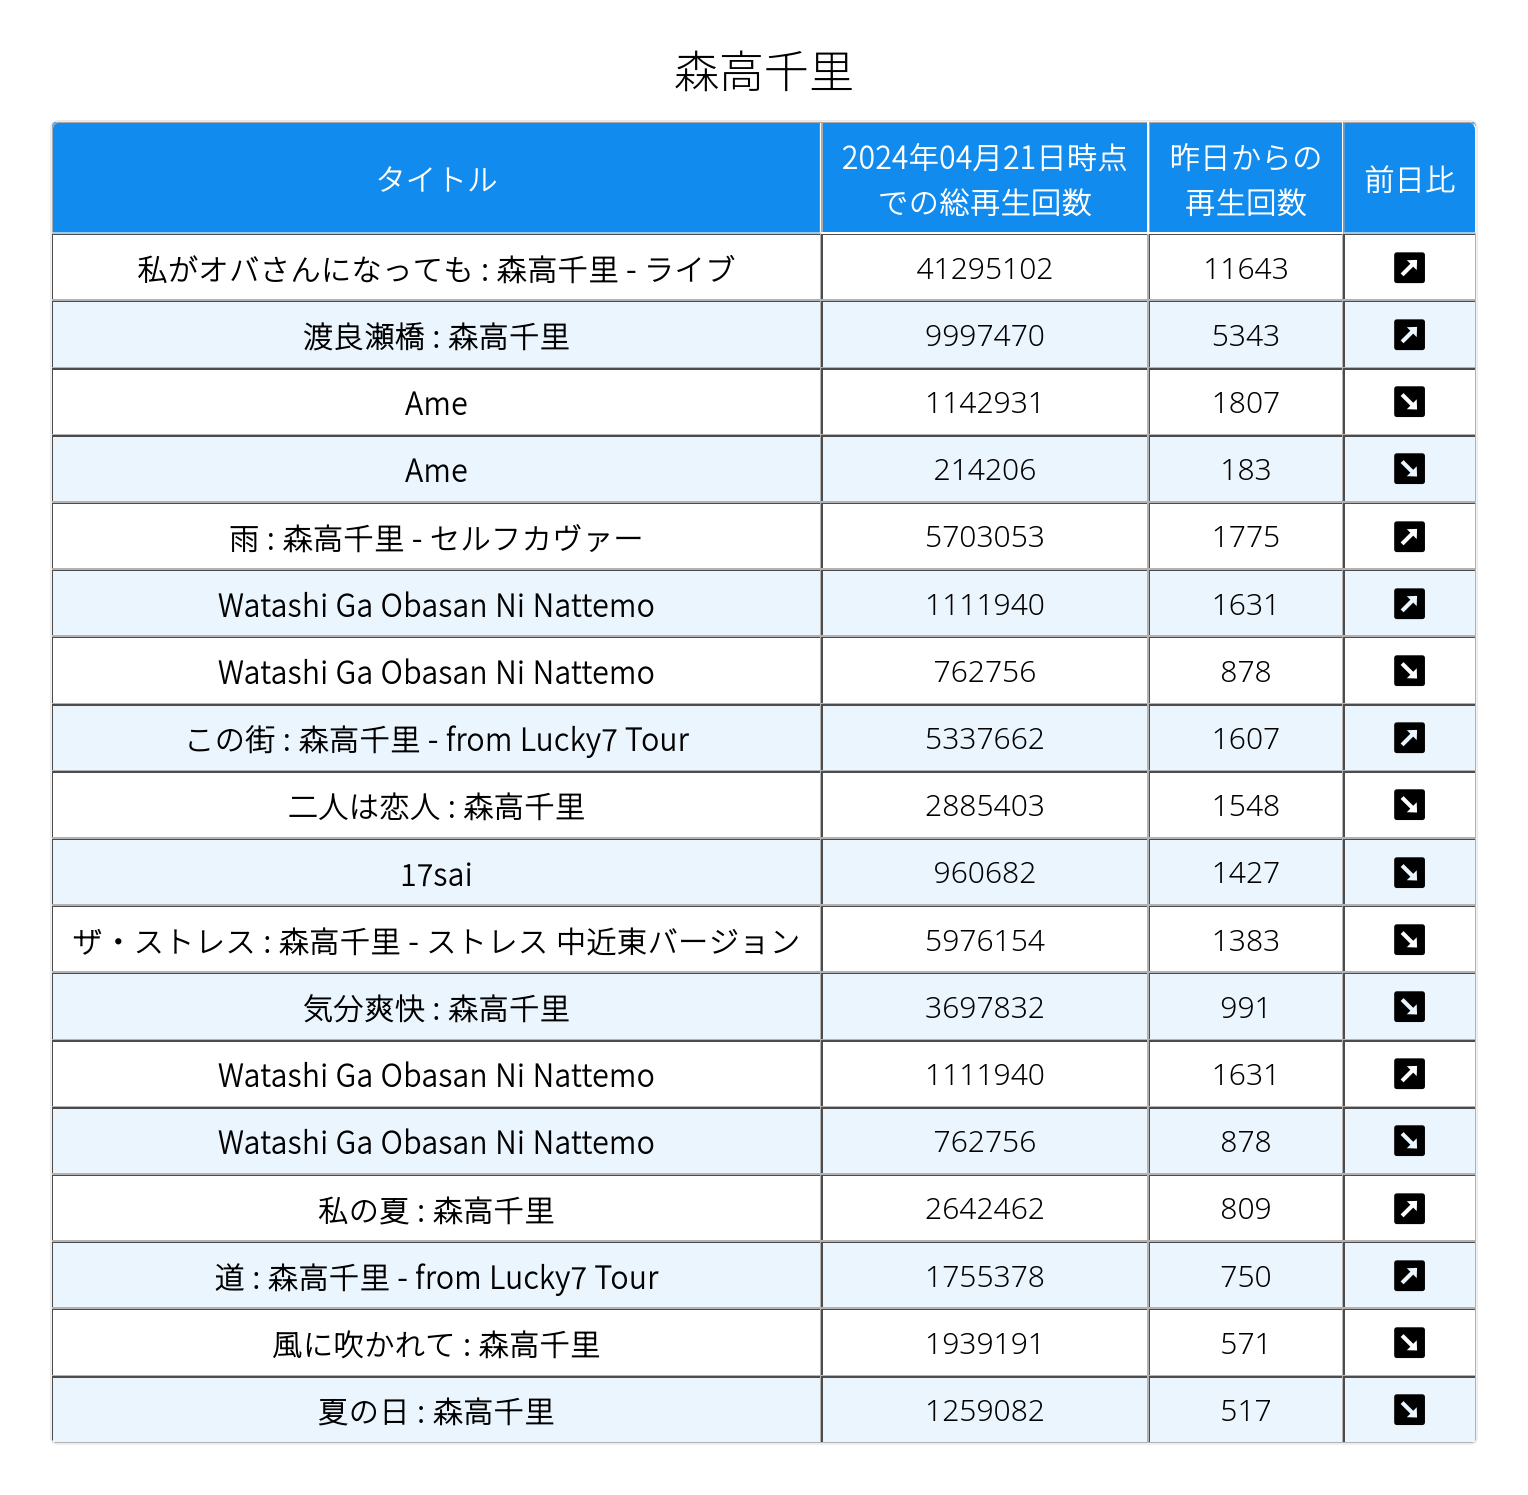 森高千里
タイトル 2024年04月21日時点での総再生回数 昨日からの再生回数 前日比
私がオバさんになっても : 森高千里 - ライブ 41295102 11643 ↗
渡良瀬橋 : 森高千里 9997470 5343 ↗
Ame 1142931 1807 ↘
Ame 214206 183 ↘
雨 : 森高千里 - セルフカヴァー 5703053 1775 ↗
Watashi Ga Obasan Ni Nattemo 1111940 1631 ↗
Watashi Ga Obasan Ni Nattemo 762756 878 ↘
この街 : 森高千里 - from Lucky7 Tour 5337662 1607 ↗
二人は恋人 : 森高千里 2885403 1548 ↘
17sai 960682 1427 ↘
ザ・ストレス : 森高千里 - ストレス 中近東バージョン 5976154 1383 ↘
気分爽快 : 森高千里 3697832 991 ↘
Watashi Ga Obasan Ni Nattemo 1111940 1631 ↗
Watashi Ga Obasan Ni Nattemo 762756 878 ↘
私の夏 : 森高千里 2642462 809 ↗
道 : 森高千里 - from Lucky7 Tour 1755378 750 ↗
風に吹かれて : 森高千里 1939191 571 ↘
夏の日 : 森高千里 1259082 517 ↘